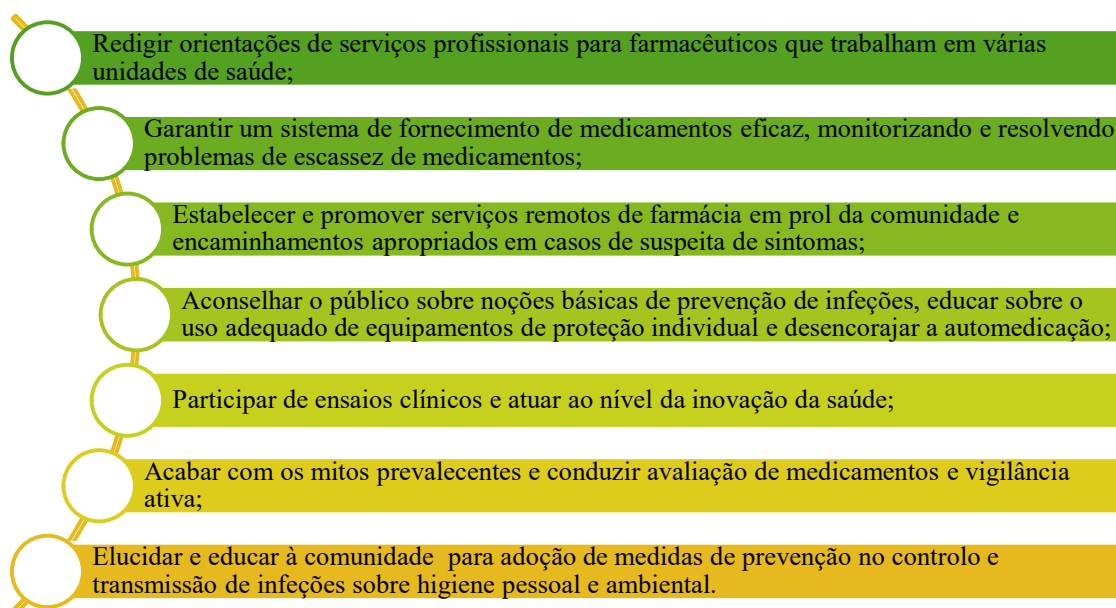 Redigir orientações de serviços profissionais para farmacêuticos que trabalham em várias
unidades de saúde;
Garantir um sistema de fornecimento de medicamentos eficaz, monitorizando e resolvendo
problemas de escassez de medicamentos;
Estabelecer e promover serviços remotos de farmácia em prol da comunidade e
encaminhamentos apropriados em casos de suspeita de sintomas;
Aconselhar o público sobre noções básicas de prevenção de infeções, educar sobre o
uso adequado de equipamentos de proteção individual e desencorajar a automedicação;
Participar de ensaios clínicos e atuar ao nível da inovação da saúde;
Acabar com os mitos prevalecentes e conduzir avaliação de medicamentos e vigilância
ativa;
Elucidar e educar à comunidade  para adoção de medidas de prevenção no controlo e
transmissão de infeções sobre higiene pessoal e ambiental.